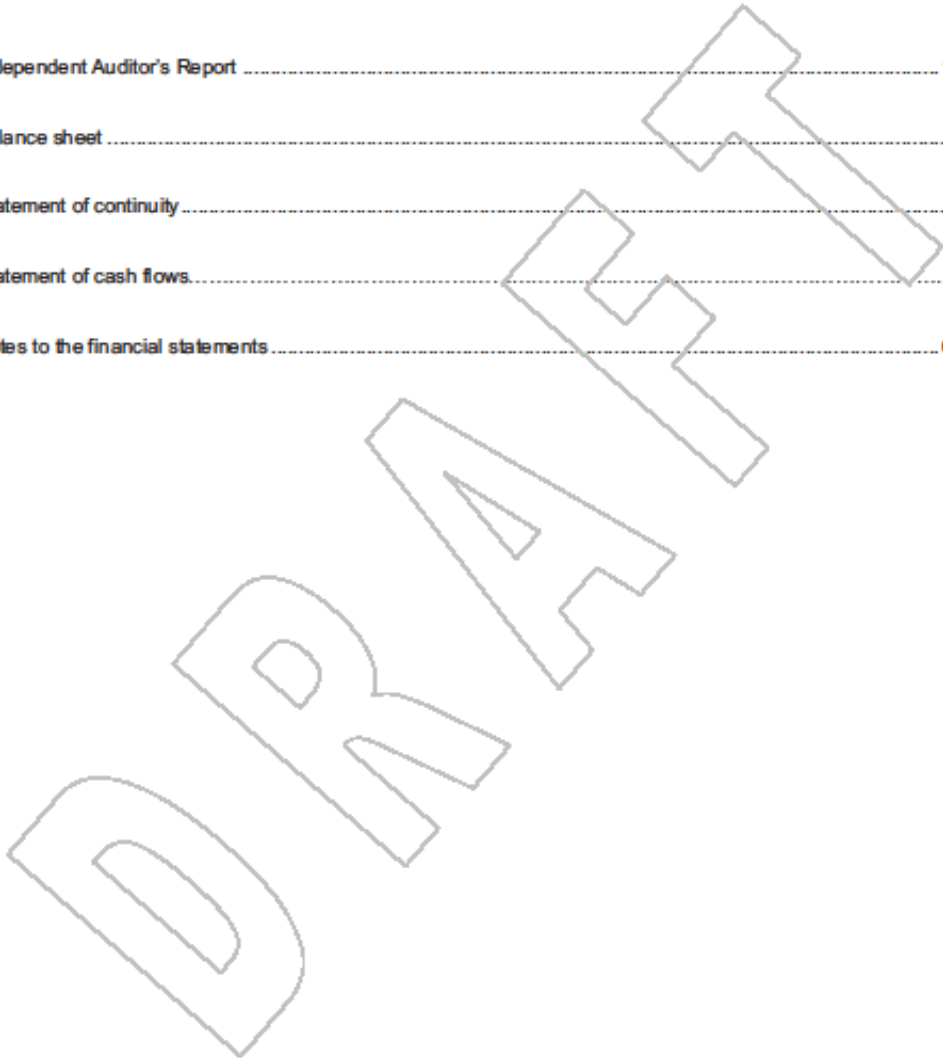 dependent Auditor's Report ..........
lance sheet ..........
atement of continuity ..........
atement of cash flows ..........
tes to the financial statements ..........
DRAFT